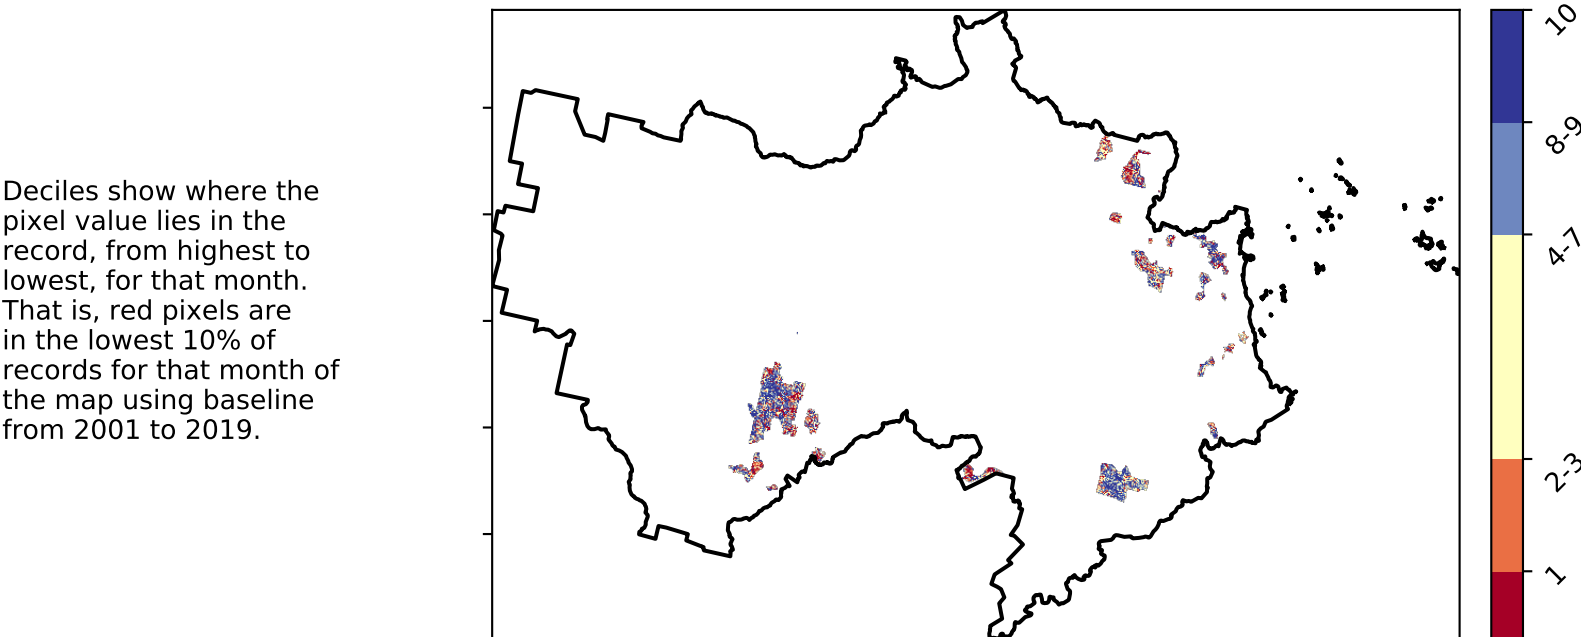 Deciles show where the
pixel value lies in the
record, from highest to
lowest, for that month.
That is, red pixels are
in the lowest 10% of
records for that month of
the map using baseline
from 2001 to 2019.
10
8-9
4-7
2-3
1